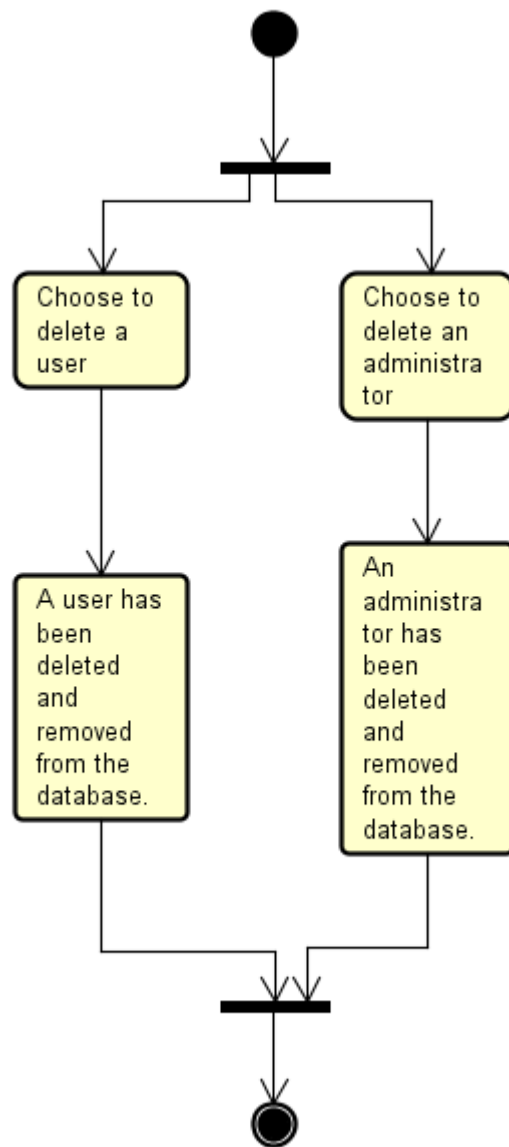 Choose to
delete a
user
Choose to
delete an
administra
tor
A user has
been
deleted
and
removed
from the
database.
An
administra
tor has
been
deleted
and
removed
from the
database.